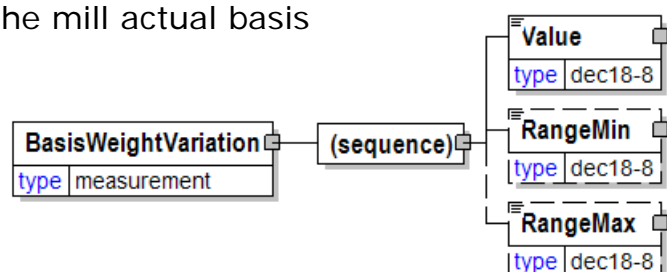 he mill actual basis
Value
type dec18-8
BasisWeightVariation
type measurement
(sequence)
RangeMin
type dec18-8
RangeMax
type dec18-8